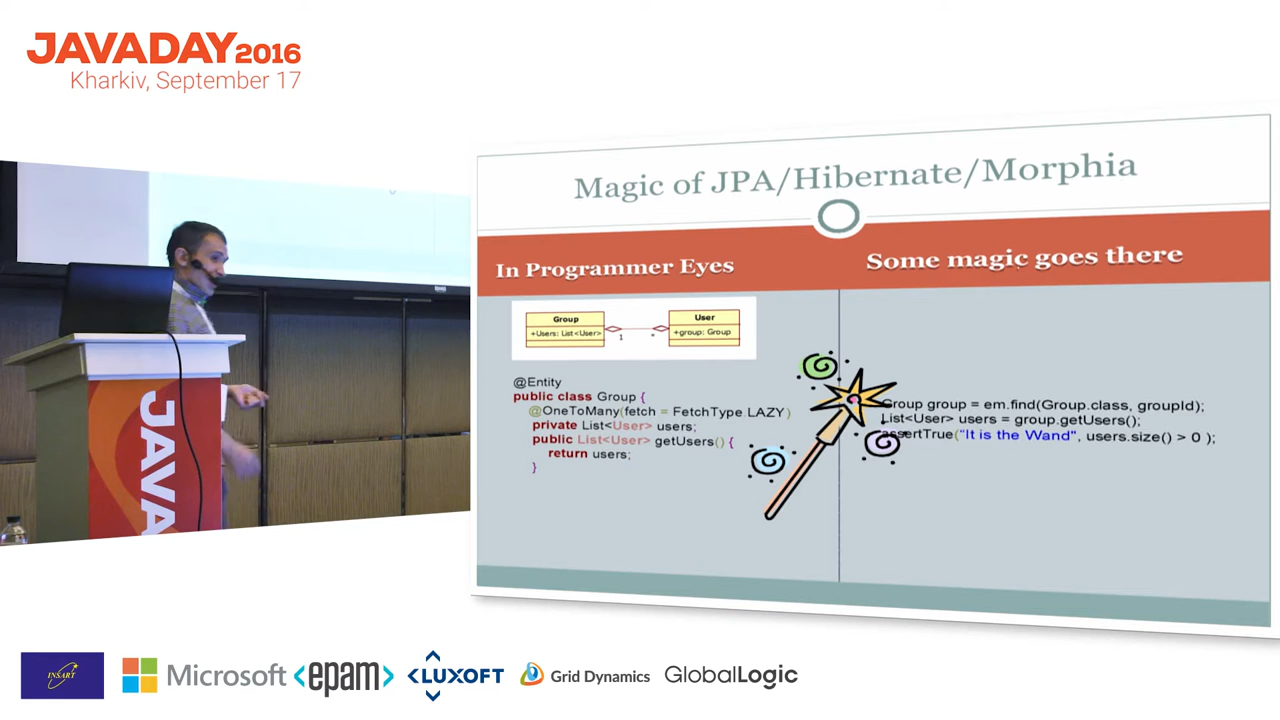 JAVADAY 2016
Kharkiv, September 17
Magic of JPA/Hibernate/Morphia
In Programmer Eyes
Some magic goes there
Group
+Users: List<User>
1
*
User
+group: Group
@Entity
public class Group {
@OneToMany(fetch = FetchType.LAZY)
private List<User> users;
public List<User> getUsers() {
return users;
}
Group group = em.find(Group.class, groupId);
List<User> users = group.getUsers();
assertTrue("It is the Wand", users.size() > 0 );
JAVA
INSART
Microsoft
<epam>
LUXOFT
Grid Dynamics
GlobalLogic